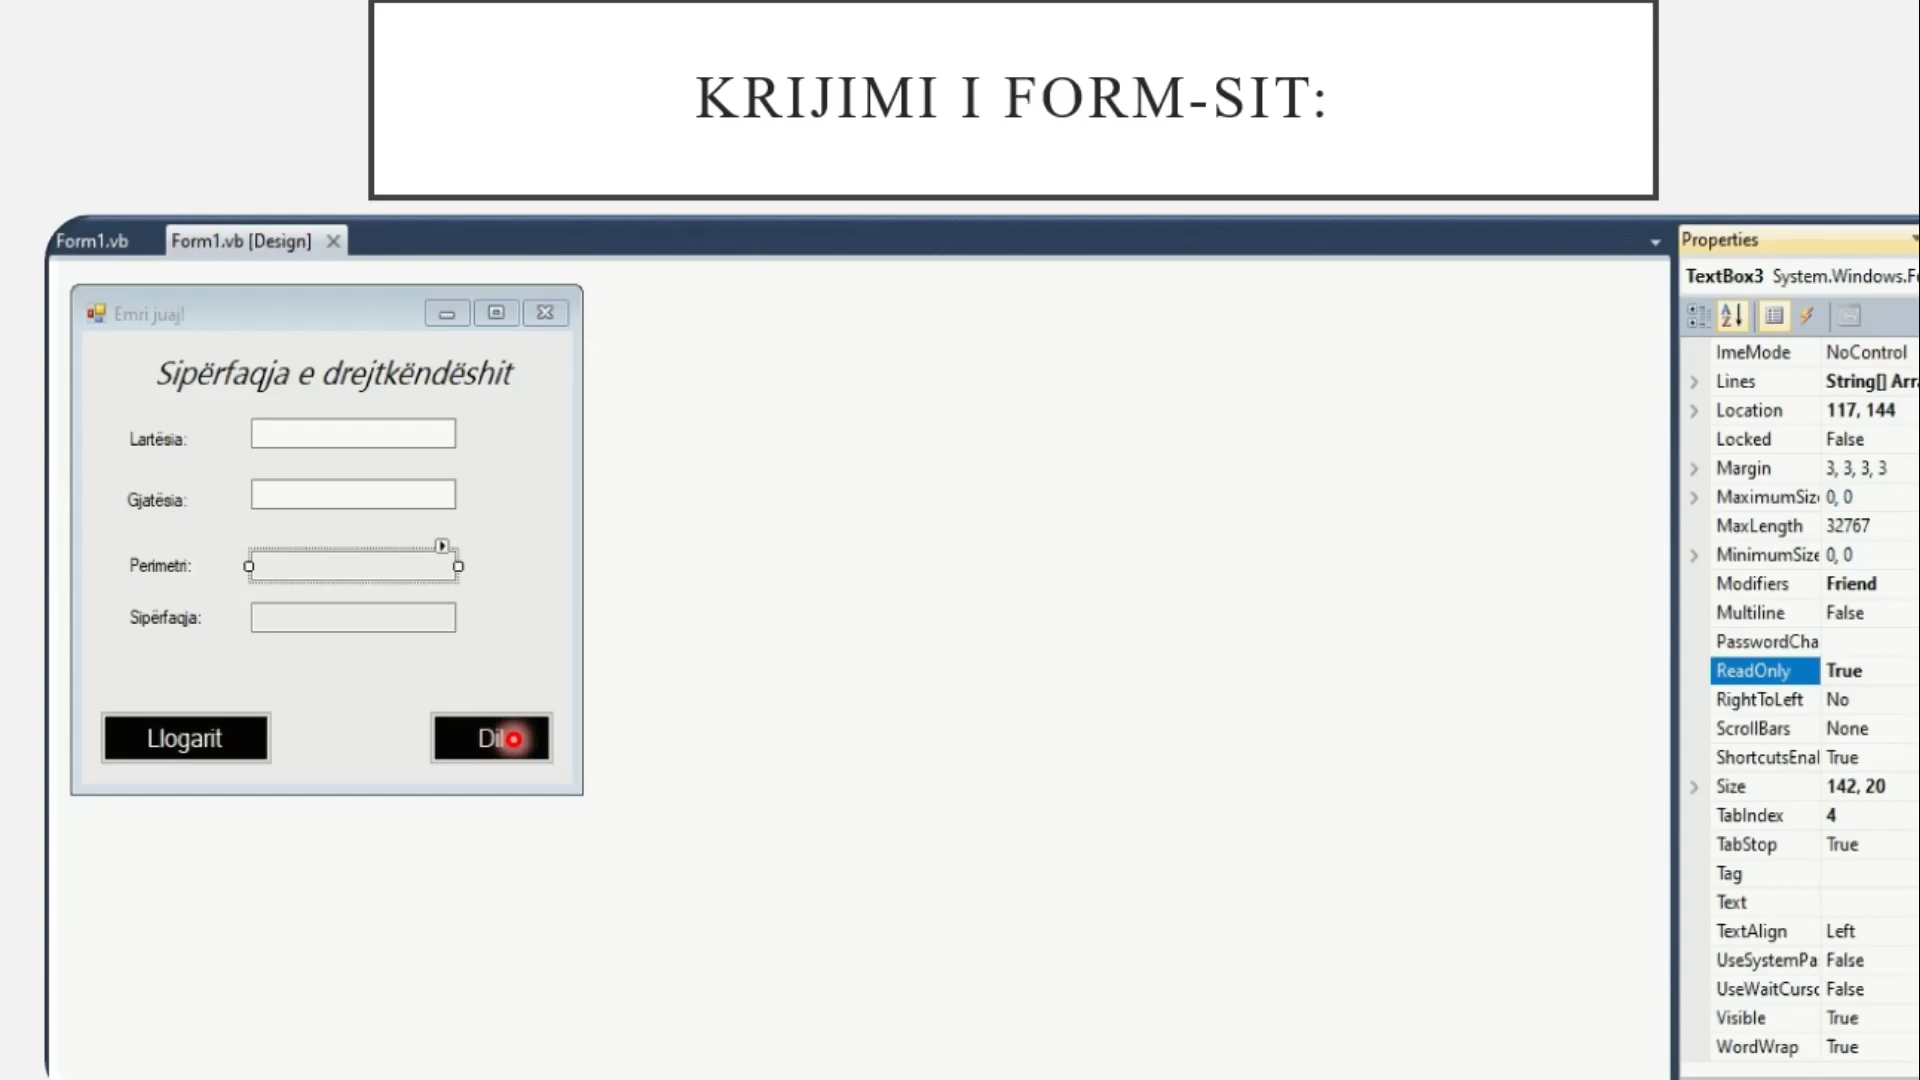 KRIJIMI I FORM-SIT:
Form1.vb
Form1.vb [Design]
Emri juaj!
Sipërfaqja e drejtkëndëshit
Lartësia:
Gjatësia:
Perimetri:
Sipërfaqja:
Llogarit
Dil
Properties
TextBox3 System.Windows.Fo
ImeMode NoControl
Lines String[] Arra
Location 117, 144
Locked False
Margin 3, 3, 3, 3
MaximumSiz 0, 0
MaxLength 32767
MinimumSize 0, 0
Modifiers Friend
Multiline False
PasswordCha
ReadOnly True
RightToLeft No
ScrollBars None
ShortcutsEnal True
Size 142, 20
TabIndex 4
TabStop True
Tag
Text
TextAlign Left
UseSystemPa False
UseWaitCursc False
Visible True
WordWrap True